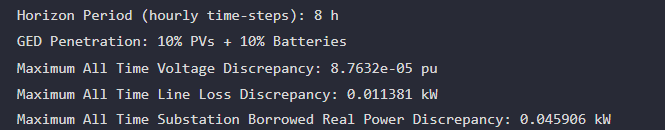 Horizon Period (hourly time-steps): 8 h
GED Penetration: 10% PVs + 10% Batteries
Maximum All Time Voltage Discrepancy: 8.7632e-05 pu
Maximum All Time Line Loss Discrepancy: 0.011381 kW
Maximum All Time Substation Borrowed Real Power Discrepancy: 0.045906 kW